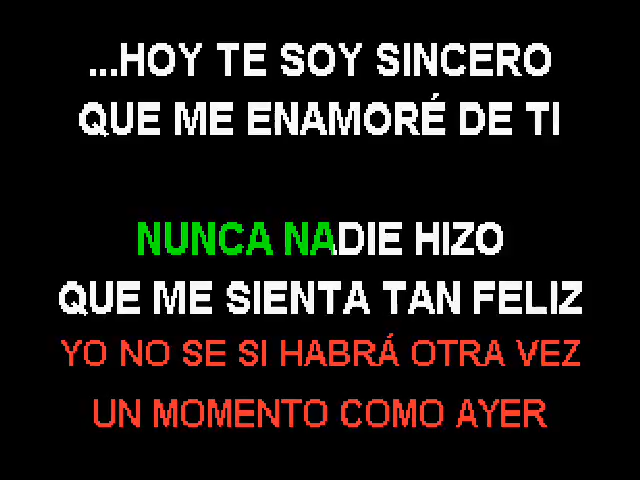 ...HOY TE SOY SINCERO
QUE ME ENAMORÉ DE TI
NUNCA NADIE HIZO
QUE ME SIENTA TAN FELIZ
YO NO SE SI HABRÁ OTRA VEZ
UN MOMENTO COMO AYER